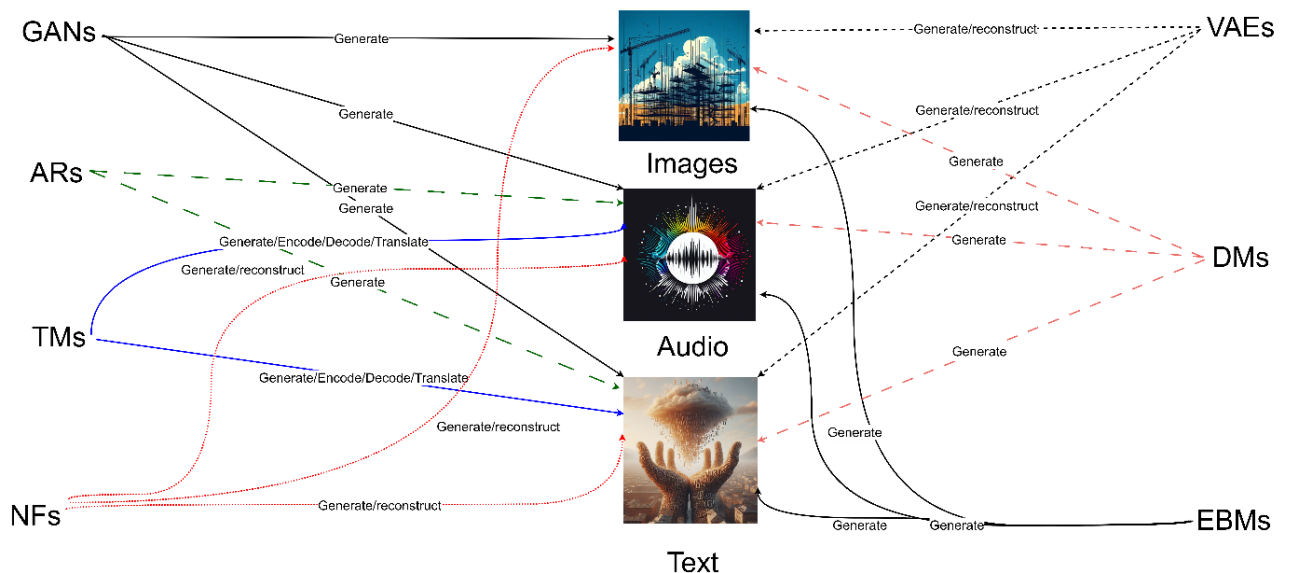 GANs
VAEs
Generate
Generate/reconstruct
Generate
Generate/reconstruct
Images
Generate
ARs
Generate
Generate
Generate/reconstruct
Generate/Encode/Decode/Translate
Generate
Generate/reconstruct
Generate
DMs
TMs
Audio
Generate
Generate/Encode/Decode/Translate
Generate/reconstruct
Generate
NFs
Generate/reconstruct
Generate
Generate
EBMs
Text